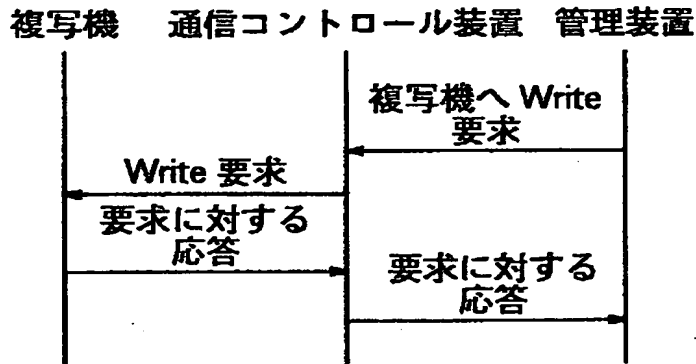 複写機 通信コントロール装置 管理装置
複写機へ Write
要求
Write 要求
要求に対する
応答
要求に対する
応答